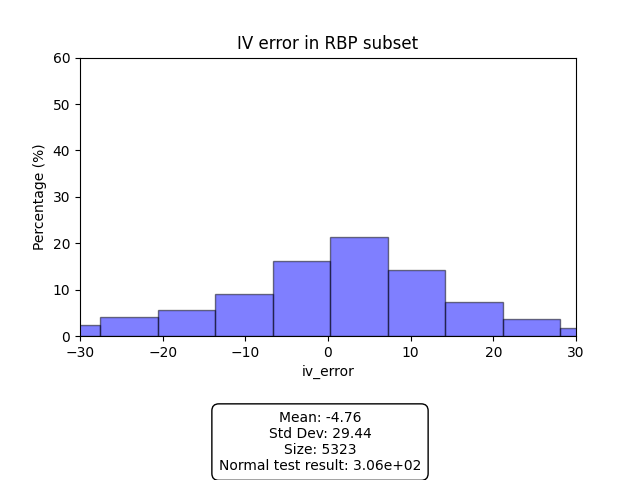 IV error in RBP subset
Percentage (%)
60
50
40
30
20
10
0
−30
−20
−10
0
10
20
30
iv_error
Mean: -4.76
Std Dev: 29.44
Size: 5323
Normal test result: 3.06e+02